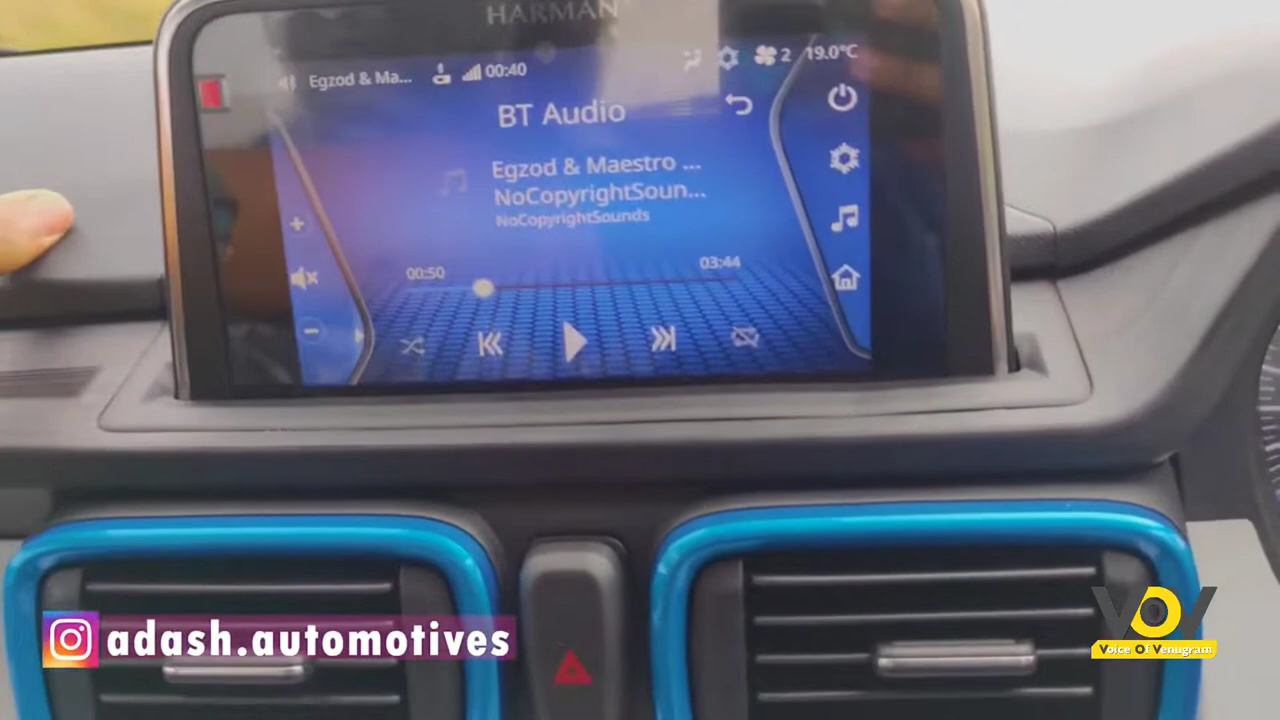 HARMAN
Egzod & Ma... 00:40 2 19.0°C
BT Audio
Egzod & Maestro ...
NoCopyrightSoun...
NoCopyrightSounds
00:50 03:44
adash.automotives
VOV
Voice Of Venugram